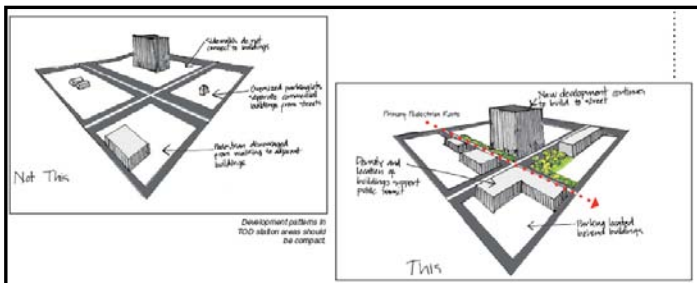 Sidewalks do not
connect to buildings
Oversized parking lots
separate commercial
buildings from streets
Pedestrian discouraged
from walking to adjacent
buildings
Not This
Development patterns in
TOD station areas should
be compact.
New development continues
to build to street
Primary Pedestrian Route
Density and
location of
buildings support
public transit
Parking located
behind buildings
This